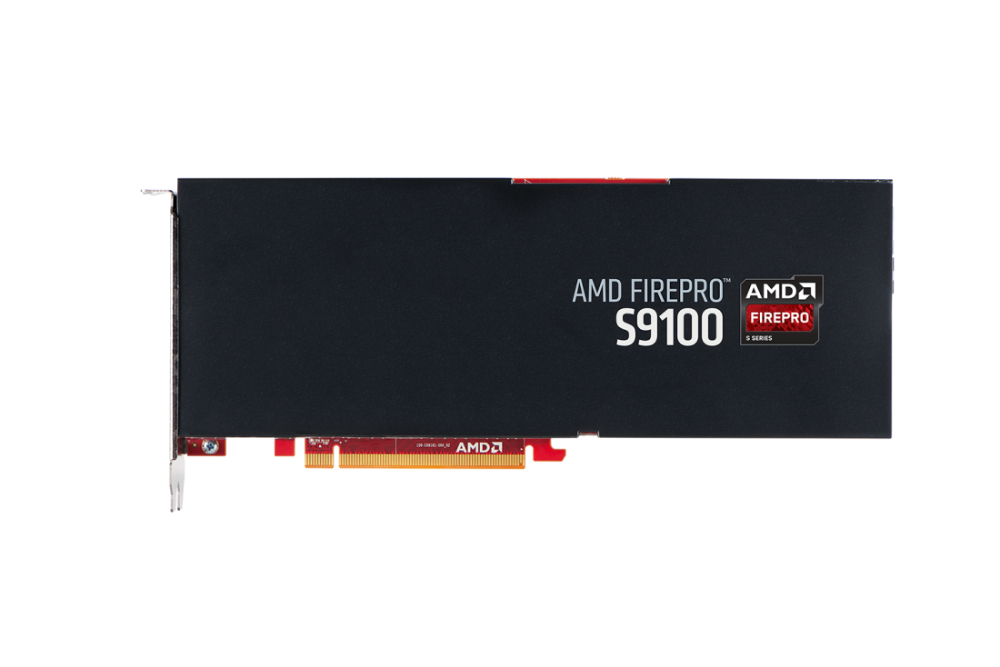 AMD FIREPRO™
S9100
AMD
FIREPRO
S SERIES
AMD